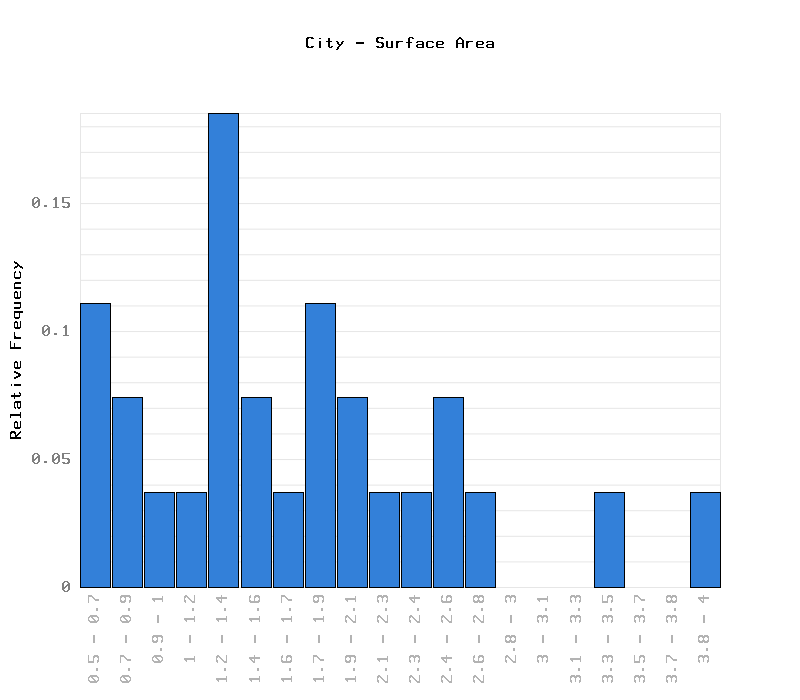 City - Surface Area
Relative Frequency
0.15
0.1
0.05
0
0.5 - 0.7
0.7 - 0.9
0.9 - 1
1 - 1.2
1.2 - 1.4
1.4 - 1.6
1.6 - 1.7
1.7 - 1.9
1.9 - 2.1
2.1 - 2.3
2.3 - 2.4
2.4 - 2.6
2.6 - 2.8
2.8 - 3
3 - 3.1
3.1 - 3.3
3.3 - 3.5
3.5 - 3.7
3.7 - 3.8
3.8 - 4